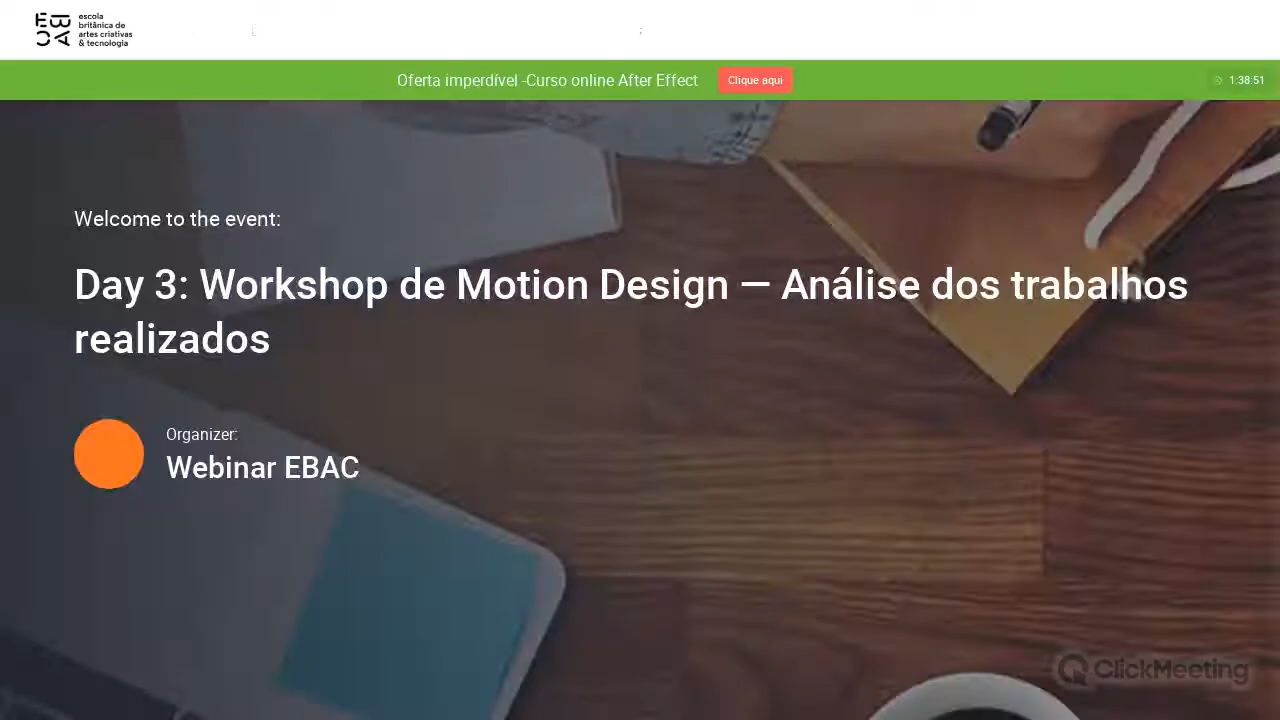 escola
britânica de
artes criativas
& tecnologia
Oferta imperdível -Curso online After Effect
Clique aqui
1:38.51
Welcome to the event:
Day 3: Workshop de Motion Design — Análise dos trabalhos
realizados
Organizer:
Webinar EBAC
ClickMeeting